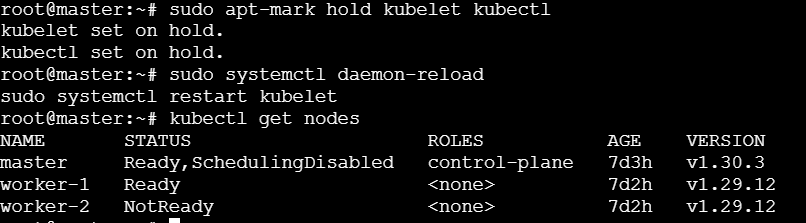 root@master:~# sudo apt-mark hold kubelet kubectl
kubelet set on hold.
kubectl set on hold.
root@master:~# sudo systemctl daemon-reload
sudo systemctl restart kubelet
root@master:~# kubectl get nodes
NAME STATUS ROLES AGE VERSION
master Ready,SchedulingDisabled control-plane 7d3h v1.30.3
worker-1 Ready <none> 7d2h v1.29.12
worker-2 NotReady <none> 7d2h v1.29.12